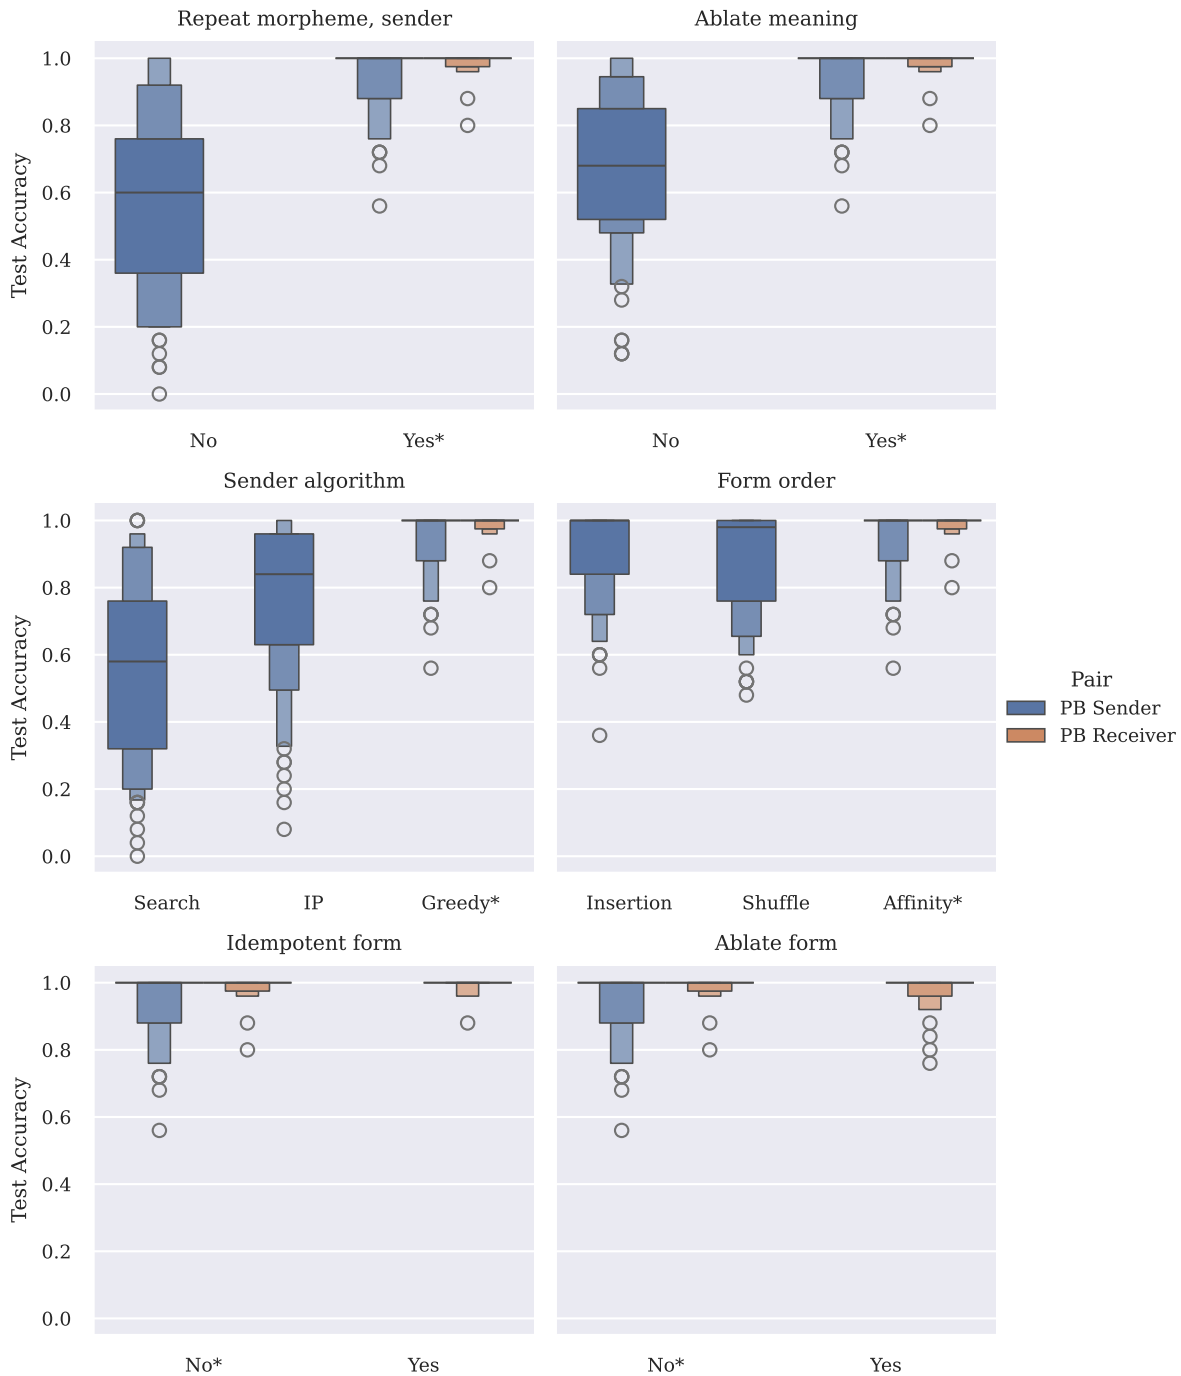 Repeat morpheme, sender
Ablate meaning
Test Accuracy
1.0
0.8
0.6
0.4
0.2
0.0
No
Yes*
No
Yes*
Sender algorithm
Form order
Test Accuracy
1.0
0.8
0.6
0.4
0.2
0.0
Search
IP
Greedy*
Insertion
Shuffle
Affinity*
Pair
PB Sender
PB Receiver
Idempotent form
Ablate form
Test Accuracy
1.0
0.8
0.6
0.4
0.2
0.0
No*
Yes
No*
Yes